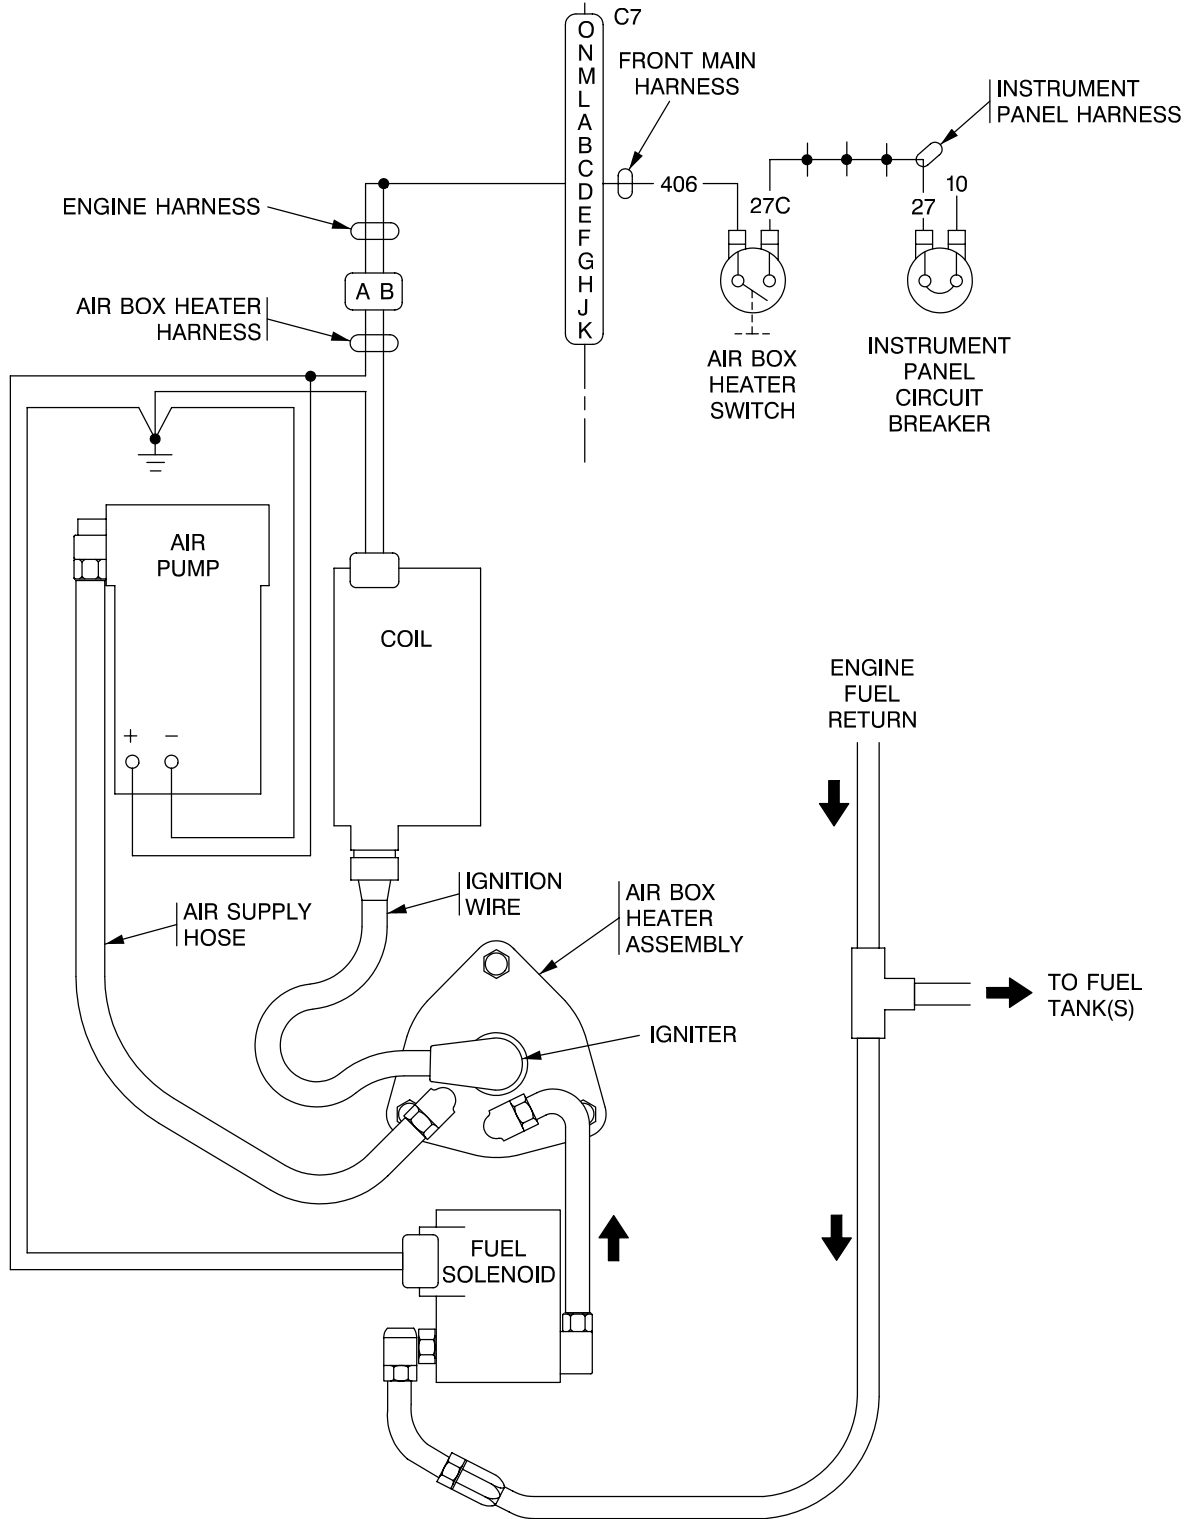 C7
O
N
M
L
A
B
C
D
E
F
G
H
J
K
FRONT MAIN
HARNESS
INSTRUMENT
PANEL HARNESS
406
27C
27
10
ENGINE HARNESS
A B
AIR BOX HEATER
HARNESS
AIR BOX
HEATER
SWITCH
INSTRUMENT
PANEL
CIRCUIT
BREAKER
AIR
PUMP
+ −
COIL
ENGINE
FUEL
RETURN
IGNITION
WIRE
AIR SUPPLY
HOSE
AIR BOX
HEATER
ASSEMBLY
TO FUEL
TANK(S)
IGNITER
FUEL
SOLENOID